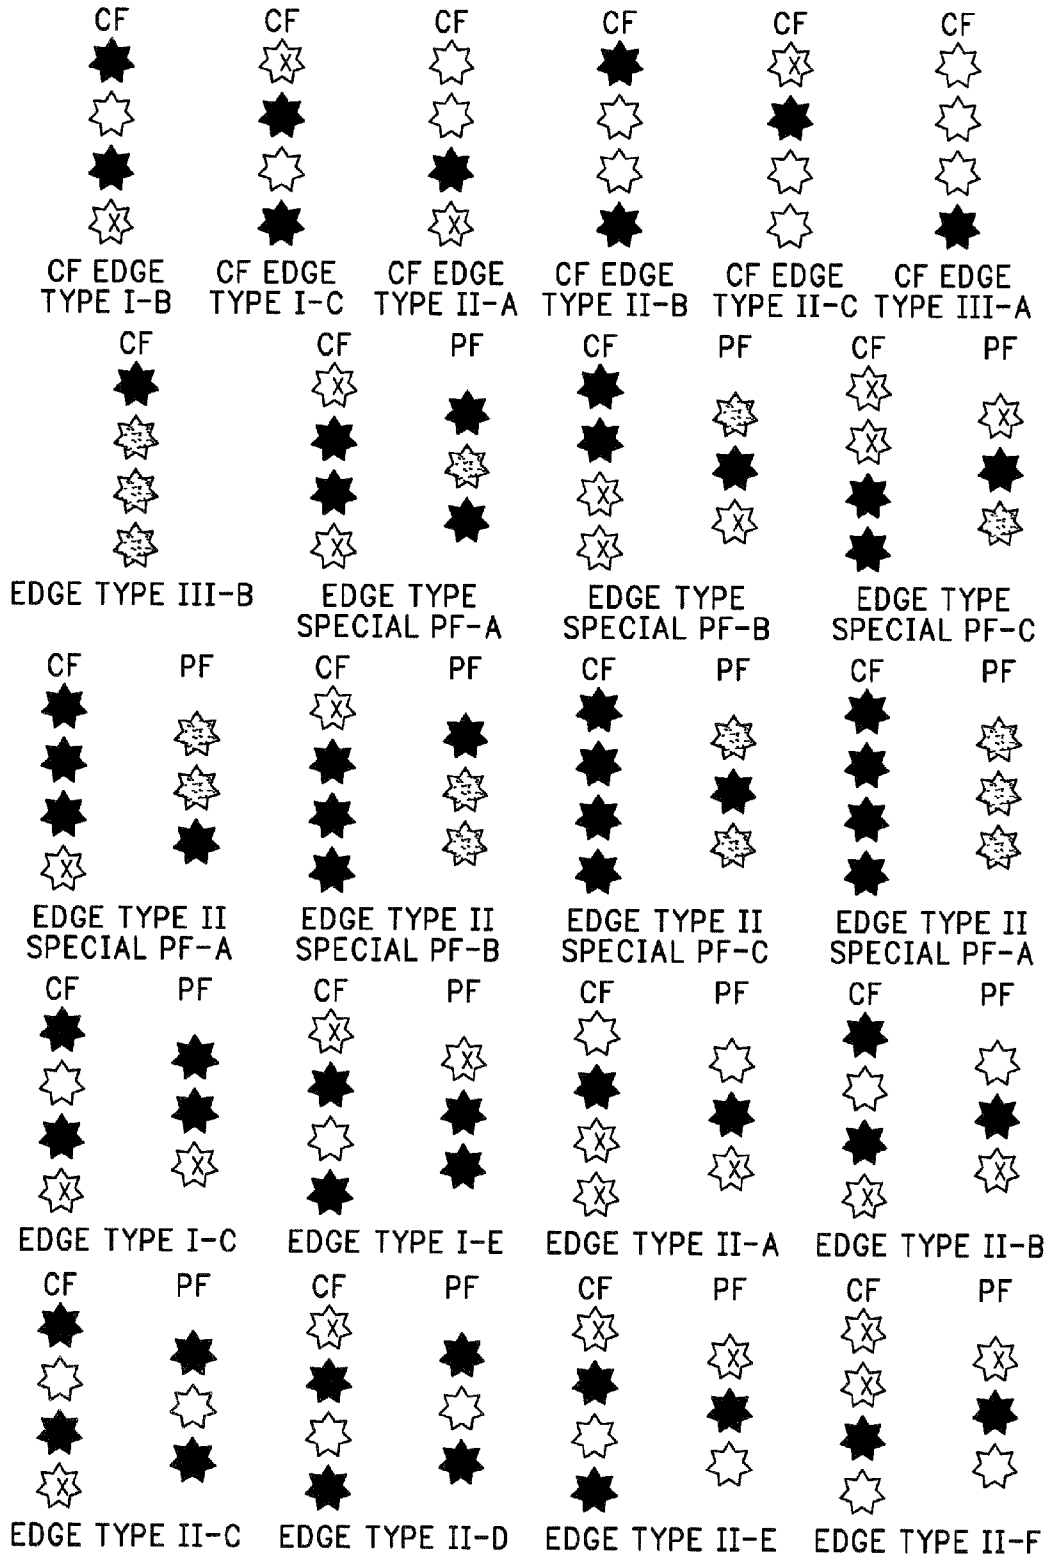 CF CF CF CF CF CF
X X
X X
CF EDGE CF EDGE CF EDGE CF EDGE CF EDGE CF EDGE
TYPE I-B TYPE I-C TYPE II-A TYPE II-B TYPE II-C TYPE III-A
CF CF PF CF PF CF PF
X X
X
X
X
X
X X
EDGE TYPE III-B EDGE TYPE EDGE TYPE EDGE TYPE
SPECIAL PF-A SPECIAL PF-B SPECIAL PF-C
CF PF CF PF CF PF CF PF
X
X
EDGE TYPE II EDGE TYPE II EDGE TYPE II EDGE TYPE II
SPECIAL PF-A SPECIAL PF-B SPECIAL PF-C SPECIAL PF-A
CF PF CF PF CF PF CF PF
X
X
X
X X X
X X X
EDGE TYPE I-C EDGE TYPE I-E EDGE TYPE II-A EDGE TYPE II-B
CF PF CF PF CF PF CF PF
X X X
X X
X
X
EDGE TYPE II-C EDGE TYPE II-D EDGE TYPE II-E EDGE TYPE II-F